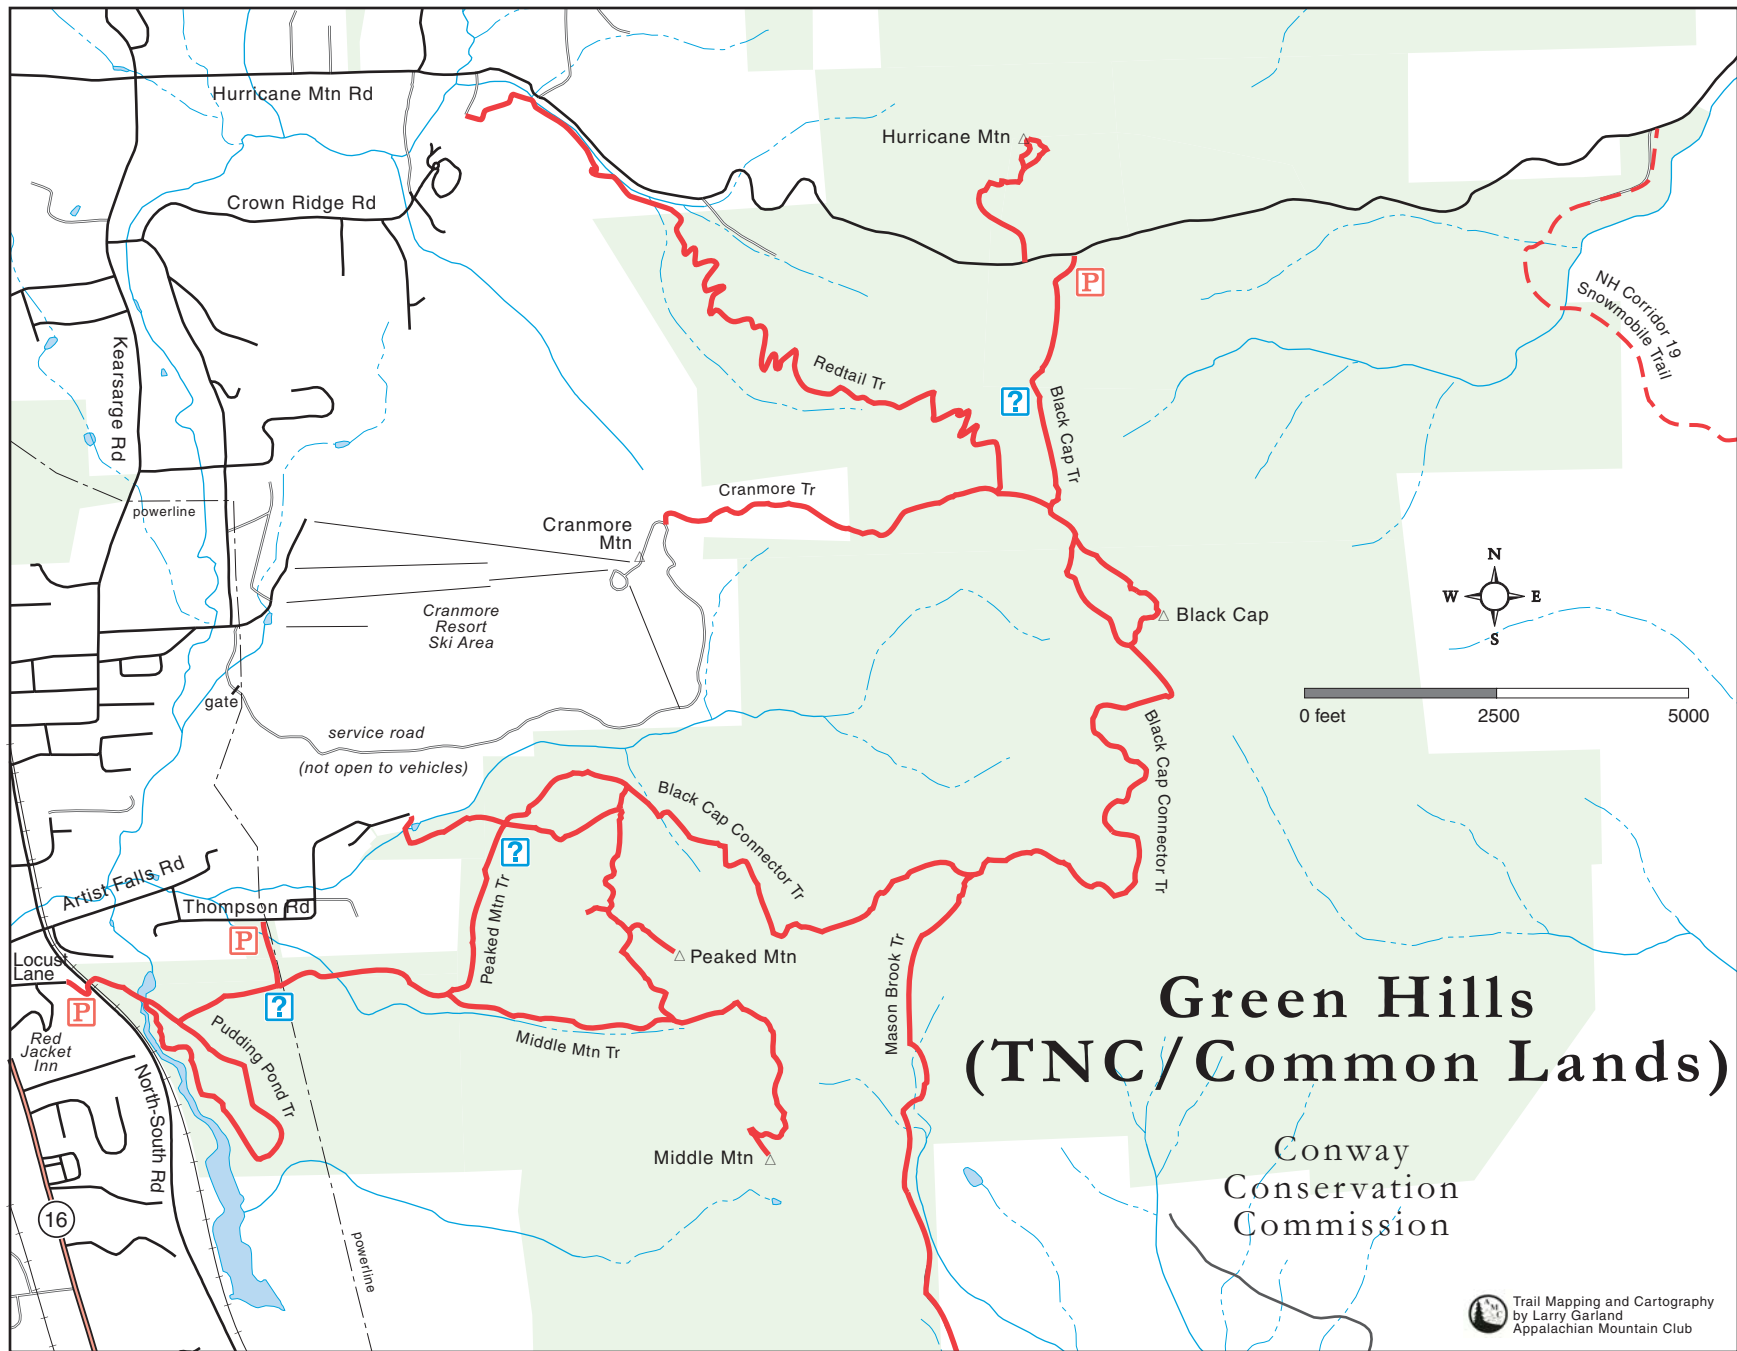 Hurricane Mtn Rd
Hurricane Mtn
Crown Ridge Rd
P
NH Corridor 19
Snowmobile Trail
Kearsarge Rd
Redtail Tr
?
Black Cap Tr
Cranmore Tr
powerline
Cranmore
Mtn
N
W E
S
Cranmore
Resort
Ski Area
Black Cap
gate
0 feet 2500 5000
service road
(not open to vehicles)
Black Cap Connector Tr
Black Cap Connector Tr
?
Artist Falls Rd
Thompson Rd
Peaked Mtn Tr
P
Locust
Lane
Peaked Mtn
Mason Brook Tr
P
?
Red
Jacket
Inn
Pudding Pond Tr
Middle Mtn Tr
Green Hills
(TNC/Common Lands)
North-South Rd
Middle Mtn
Conway
Conservation
Commission
16
powerline
AMC
Trail Mapping and Cartography
by Larry Garland
Appalachian Mountain Club